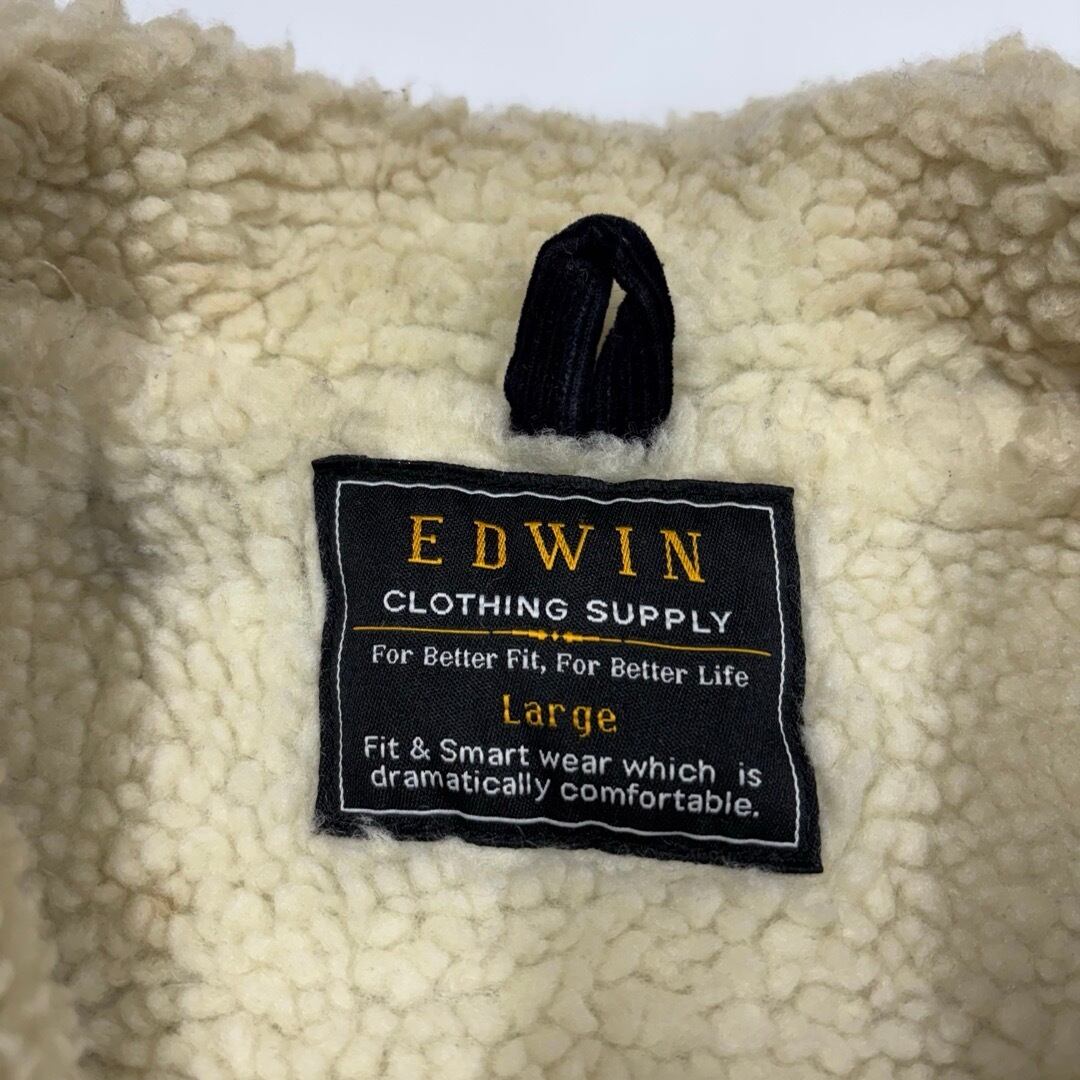 EDWIN
CLOTHING SUPPLY
For Better Fit, For Better Life
Large
Fit & Smart wear which is
dramatically comfortable.